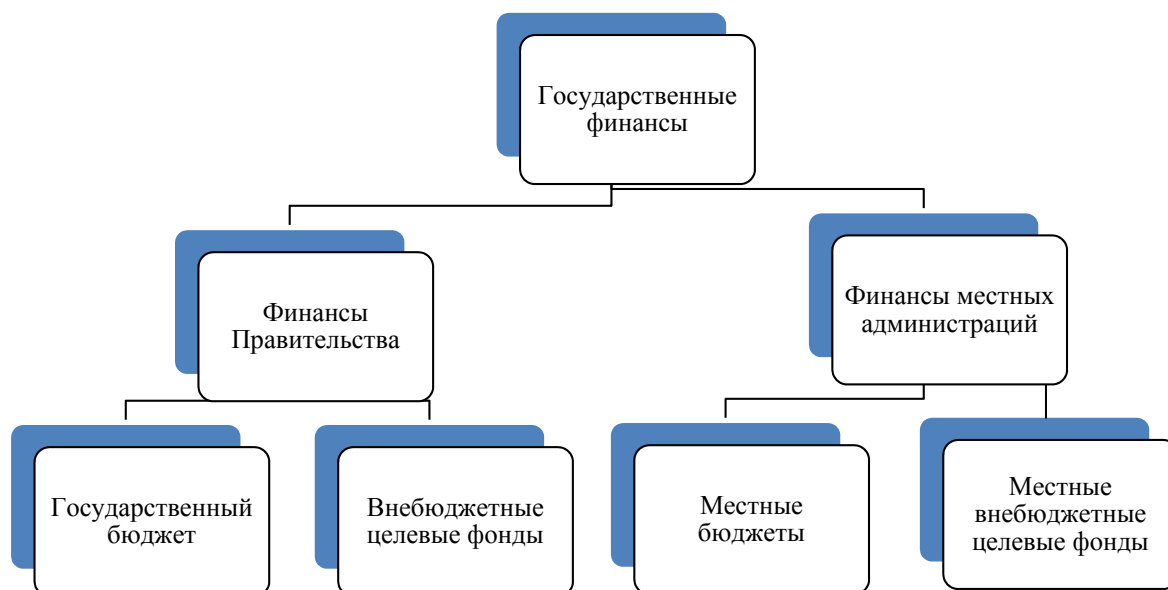 Государственные
финансы
Финансы
Правительства
Финансы местных
администраций
Государственный
бюджет
Внебюджетные
целевые фонды
Местные
бюджеты
Местные
внебюджетные
целевые фонды